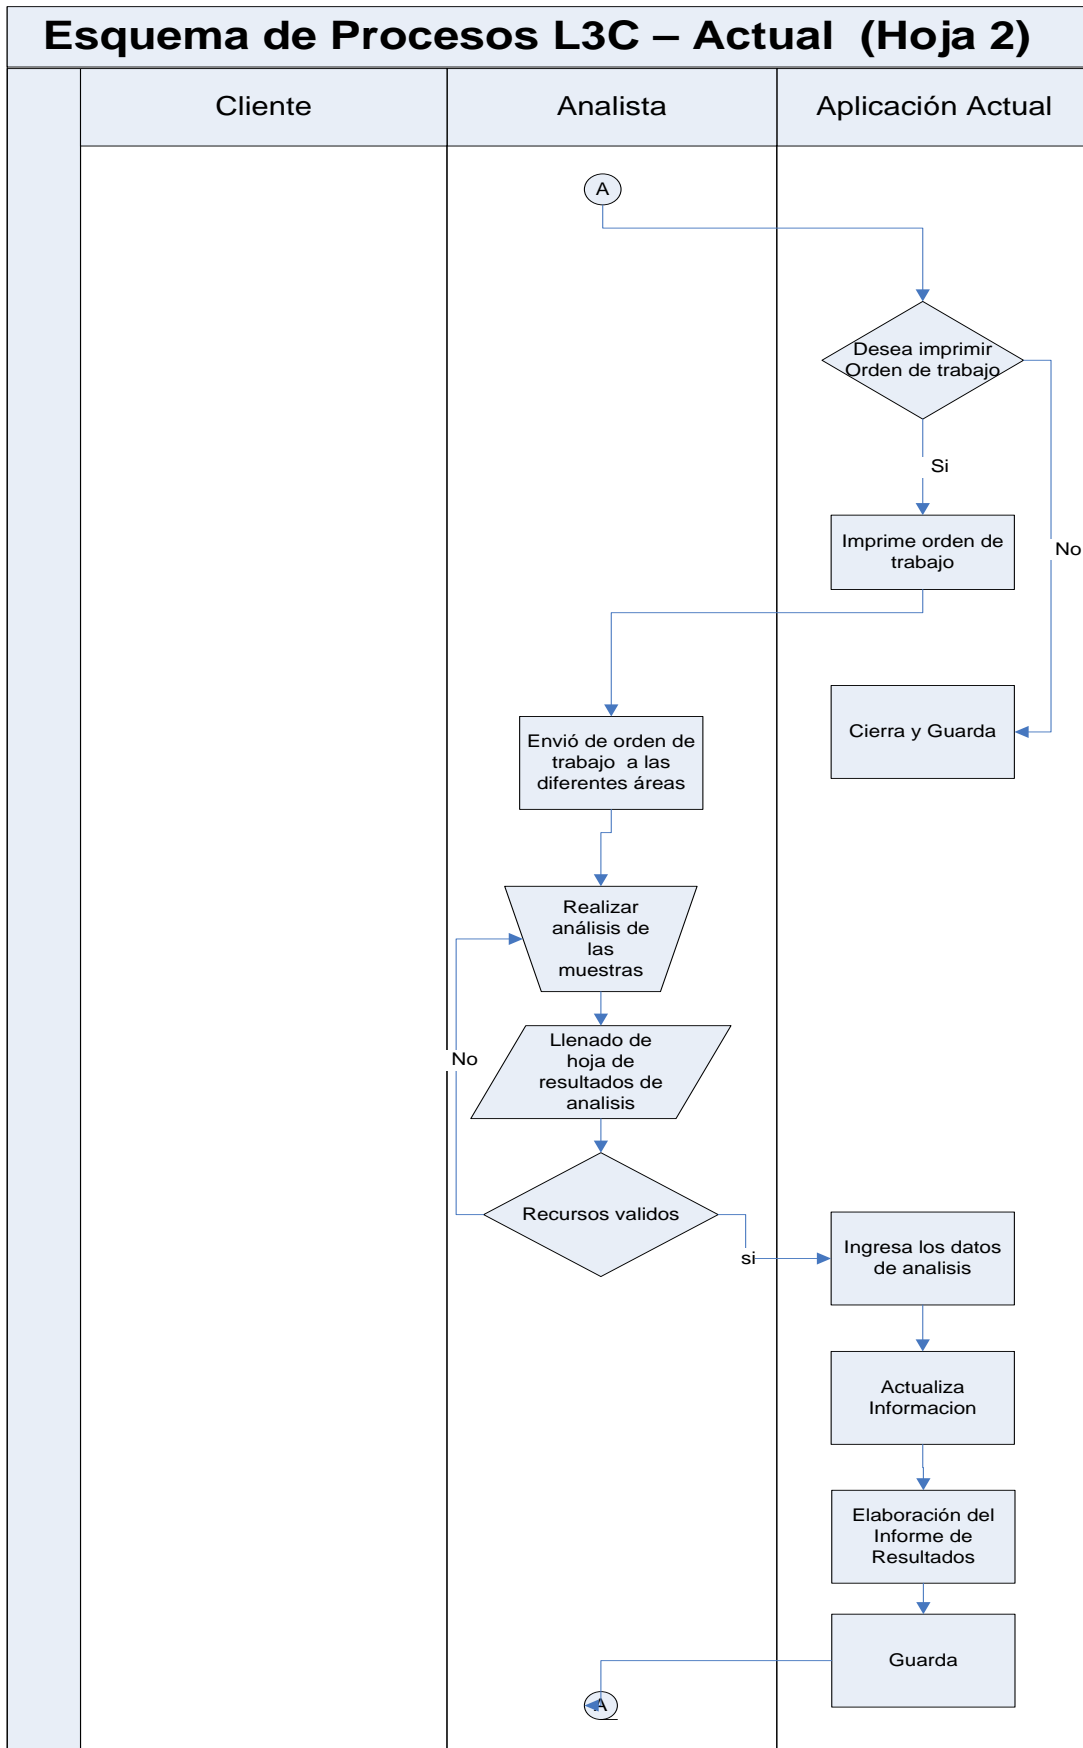 Esquema de Procesos L3C – Actual (Hoja 2)
Cliente
Analista
Aplicación Actual
A
Desea imprimir
Orden de trabajo
Si
Imprime orden de
trabajo
No
Envió de orden de
trabajo a las
diferentes áreas
Cierra y Guarda
Realizar
análisis de
las
muestras
Llenado de
hoja de
resultados de
analisis
No
Recursos validos
si
Ingresa los datos
de analisis
Actualiza
Informacion
Elaboración del
Informe de
Resultados
Guarda
A